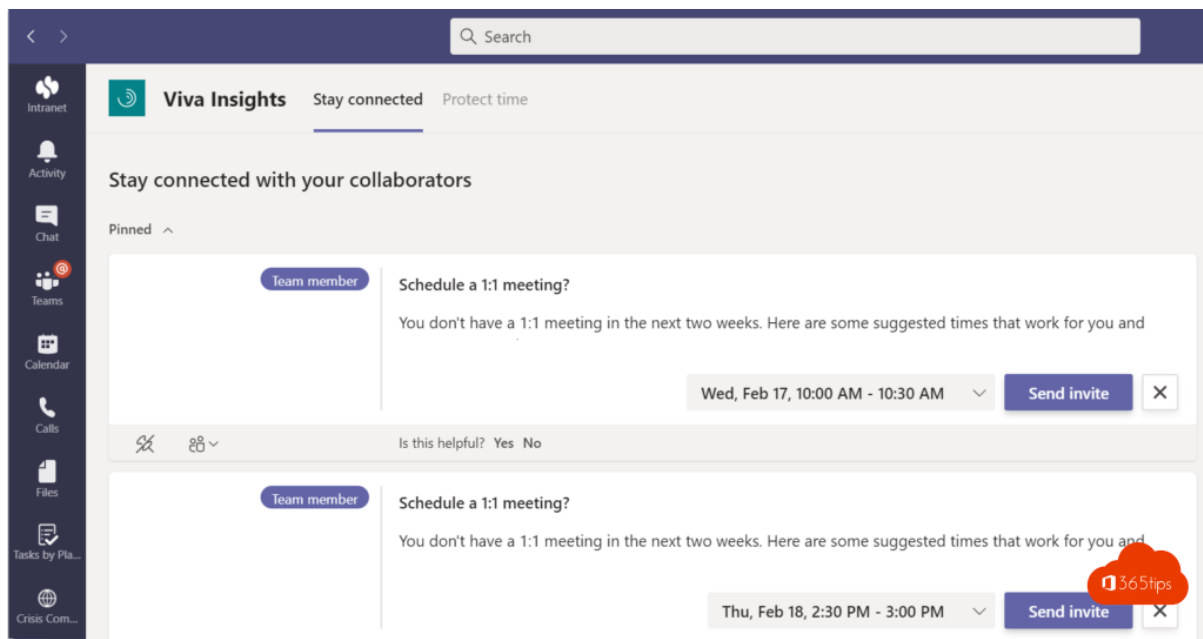 Search
Intranet
Activity
Chat
Teams
Calendar
Calls
Files
Tasks by Pla...
Crisis Com...
Viva Insights
Stay connected
Protect time
Stay connected with your collaborators
Pinned
Team member
Schedule a 1:1 meeting?
You don't have a 1:1 meeting in the next two weeks. Here are some suggested times that work for you and
Wed, Feb 17, 10:00 AM - 10:30 AM
Send invite
Is this helpful? Yes No
Team member
Schedule a 1:1 meeting?
You don't have a 1:1 meeting in the next two weeks. Here are some suggested times that work for you and
Thu, Feb 18, 2:30 PM - 3:00 PM
Send invite
365tips